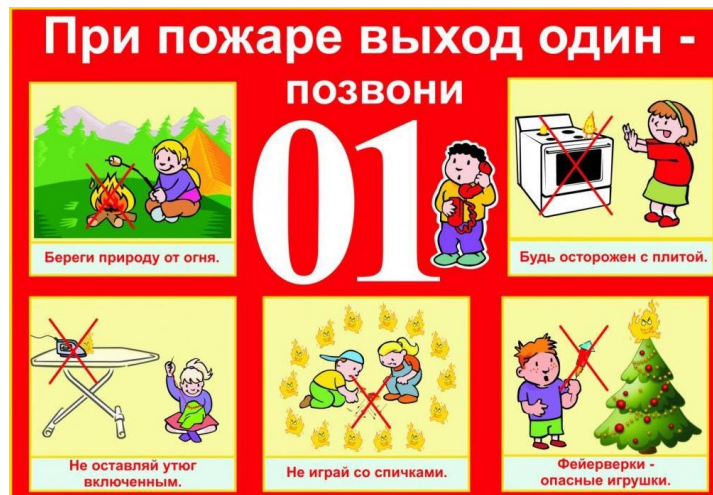 При пожаре выход один -
позвони
01
Береги природу от огня.
Будь осторожен с плитой.
Не оставляй утюг
включенным.
Не играй со спичками.
Фейерверки -
опасные игрушки.